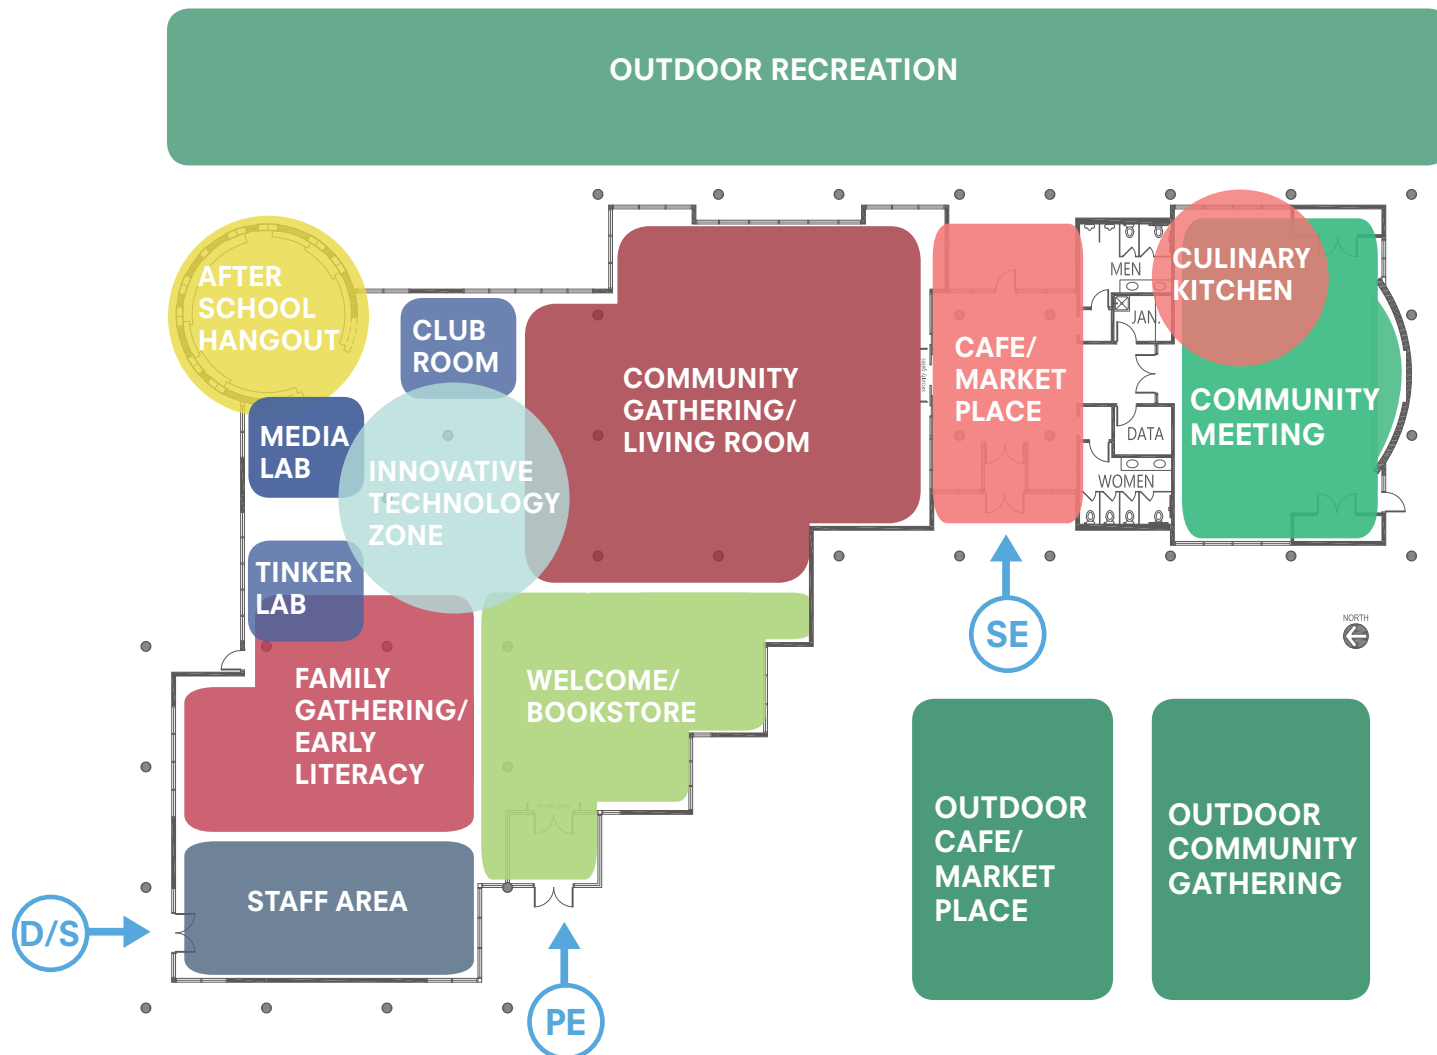 OUTDOOR RECREATION
AFTER
SCHOOL
HANGOUT
CLUB
ROOM
MEDIA
LAB
INNOVATIVE
TECHNOLOGY
ZONE
TINKER
LAB
COMMUNITY
GATHERING/
LIVING ROOM
CAFE/
MARKET
PLACE
MEN
JAN.
DATA
WOMEN
CULINARY
KITCHEN
COMMUNITY
MEETING
FAMILY
GATHERING/
EARLY
LITERACY
WELCOME/
BOOKSTORE
STAFF AREA
D/S
PE
SE
NORTH
OUTDOOR
CAFE/
MARKET
PLACE
OUTDOOR
COMMUNITY
GATHERING